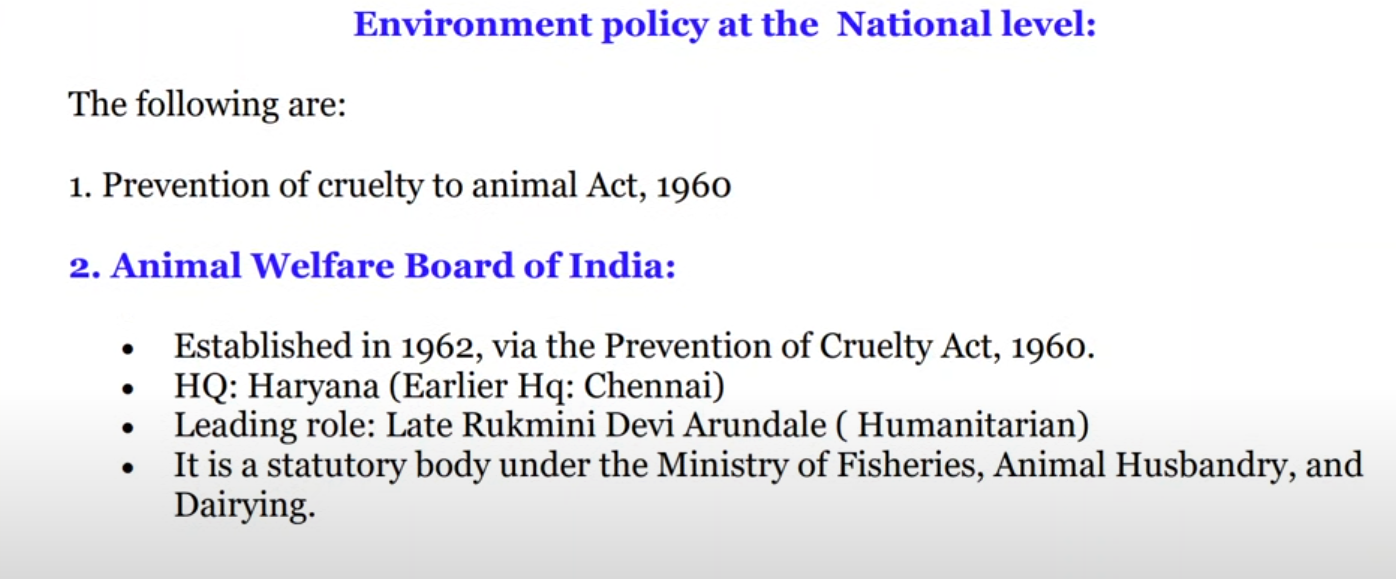 Environment policy at the National level:
The following are:
1. Prevention of cruelty to animal Act, 1960
2. Animal Welfare Board of India:
• Established in 1962, via the Prevention of Cruelty Act, 1960.
• HQ: Haryana (Earlier Hq: Chennai)
• Leading role: Late Rukmini Devi Arundale ( Humanitarian)
• It is a statutory body under the Ministry of Fisheries, Animal Husbandry, and
Dairying.